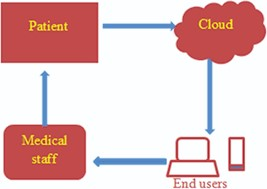 Patient
Cloud
Medical
staff
End users